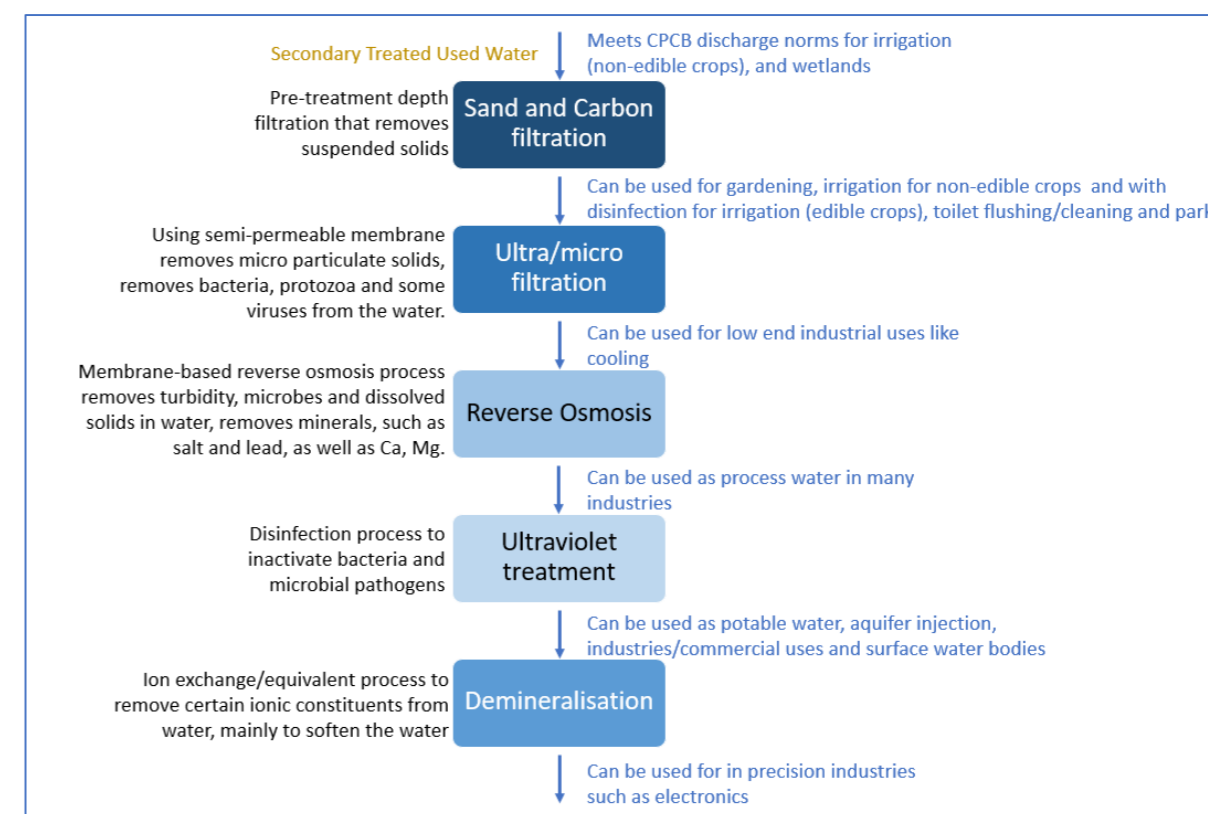 Secondary Treated Used Water
Meets CPCB discharge norms for irrigation
(non-edible crops), and wetlands
Pre-treatment depth
filtration that removes
suspended solids
Sand and Carbon
filtration
Can be used for gardening, irrigation for non-edible crops and with
disinfection for irrigation (edible crops), toilet flushing/cleaning and
Using semi-permeable membrane
removes micro particulate solids,
removes bacteria, protozoa and some
viruses from the water.
Ultra/micro
filtration
Can be used for low end industrial uses like
cooling
Membrane-based reverse osmosis process
removes turbidity, microbes and dissolved
solids in water, removes minerals, such as
salt and lead, as well as Ca, Mg.
Reverse Osmosis
Can be used as process water in many
industries
Disinfection process to
inactivate bacteria and
microbial pathogens
Ultraviolet
treatment
Can be used as potable water, aquifer injection,
industries/commercial uses and surface water bodies
Ion exchange/equivalent process to
remove certain ionic constituents from
water, mainly to soften the water
Demineralisation
Can be used for in precision industries
such as electronics